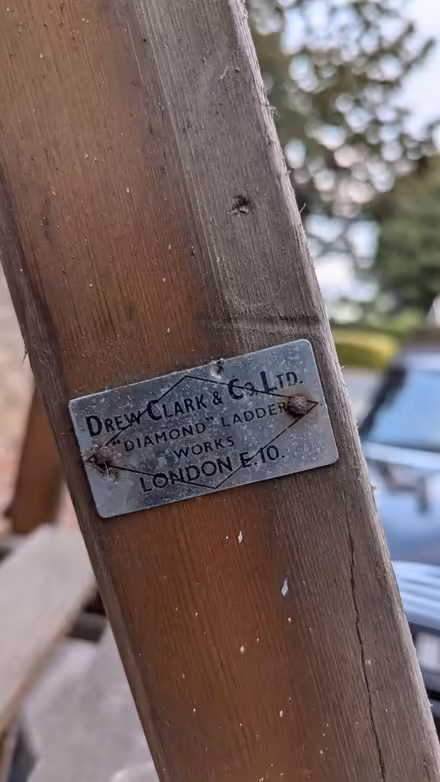 DREW CLARK & Co. LTD.
"DIAMOND" LADDER
WORKS
LONDON E.10.